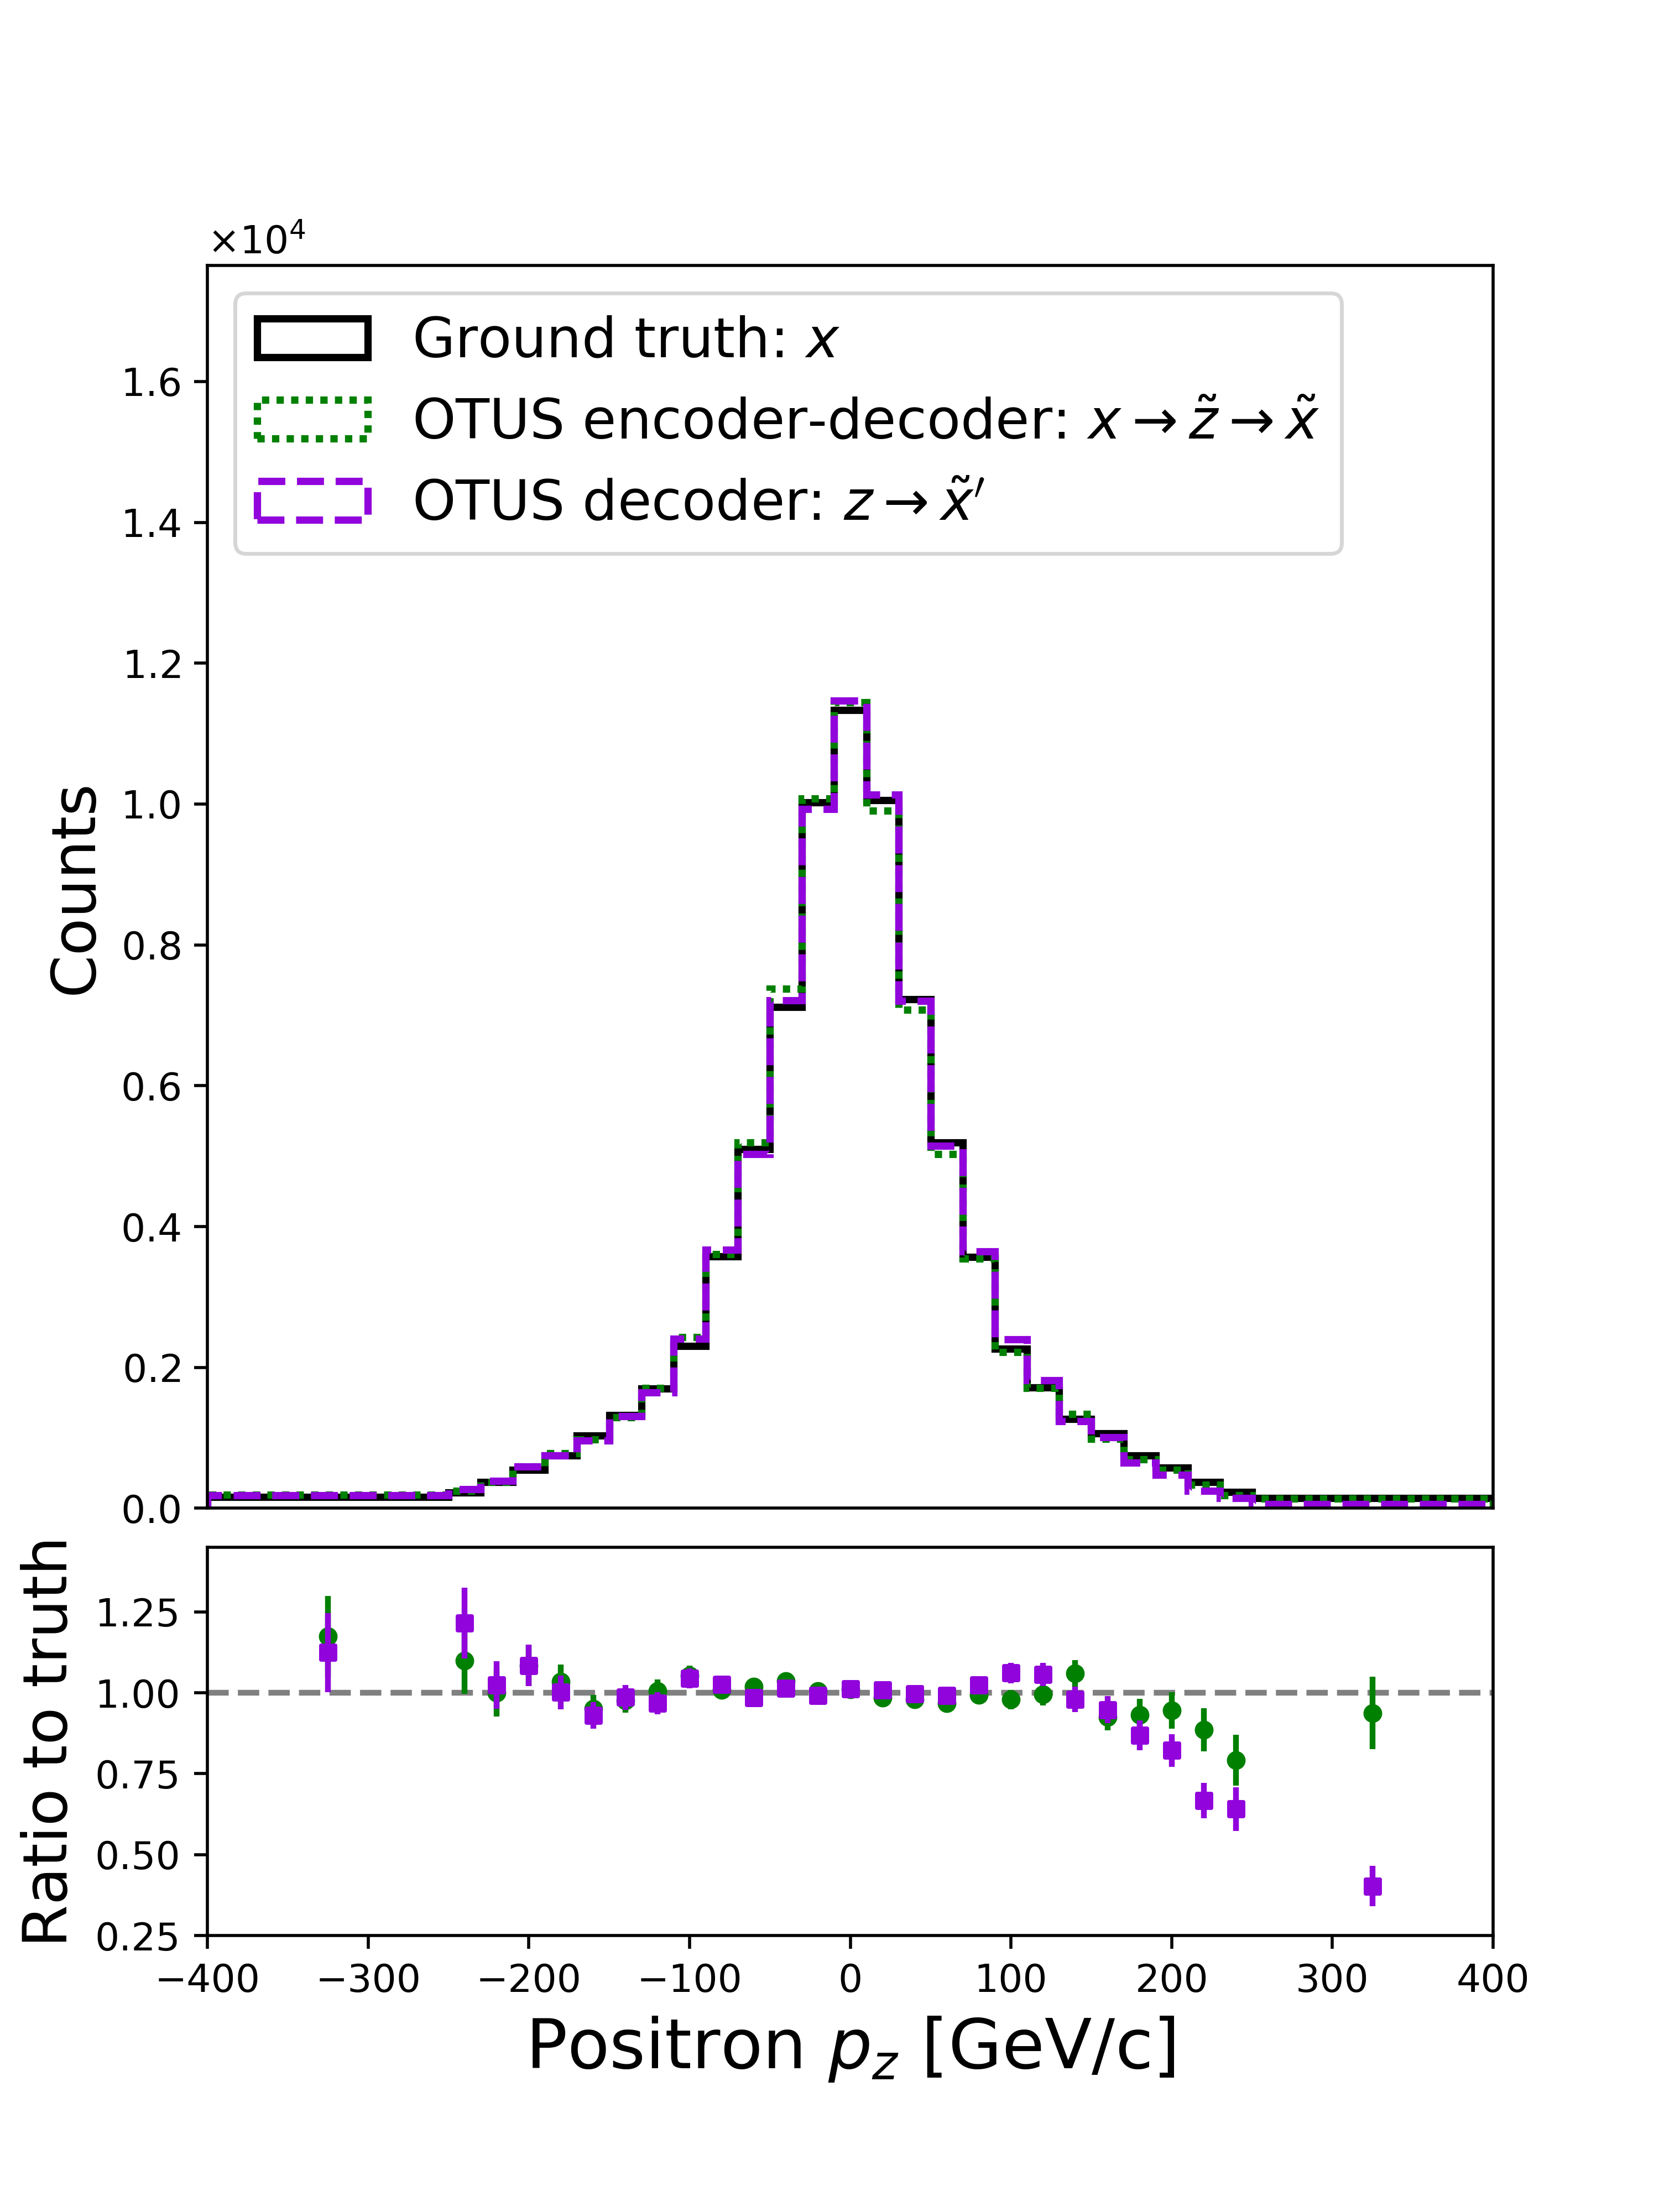 ×10⁴
Ground truth: x
OTUS encoder-decoder: x → z̃ → x̃
OTUS decoder: z → x̃′
1.6
1.4
1.2
1.0
0.8
0.6
0.4
0.2
0.0
Counts
1.25
1.00
0.75
0.50
0.25
Ratio to truth
−400 −300 −200 −100 0 100 200 300 400
Positron p_z [GeV/c]